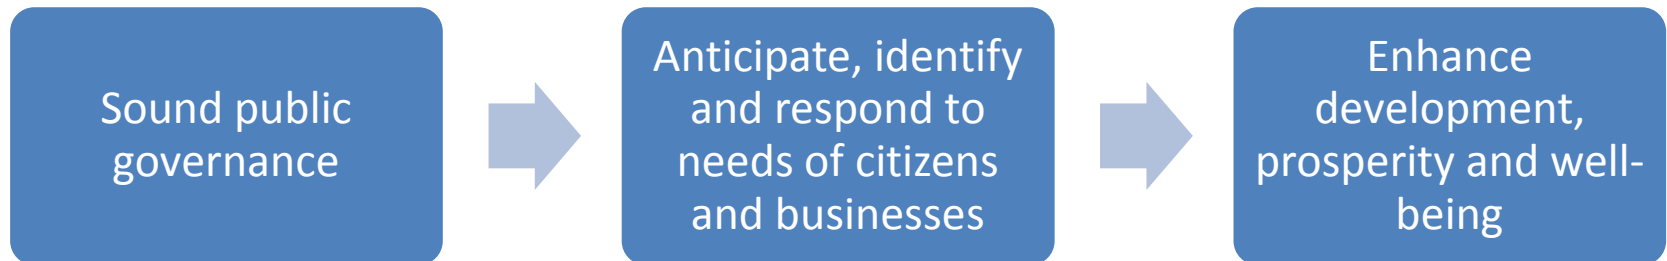 Sound public
governance
Anticipate, identify
and respond to
needs of citizens
and businesses
Enhance
development,
prosperity and well-
being